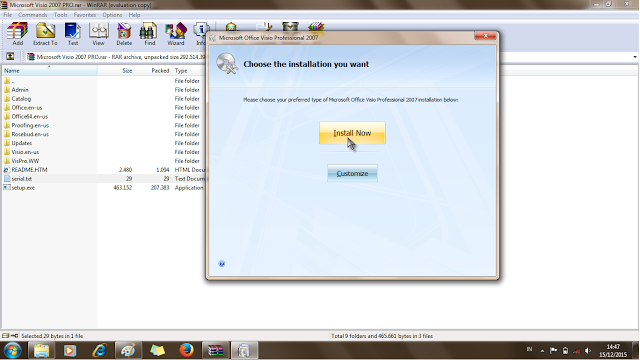 Microsoft Visio 2007 PRO.rar - WinRAR (evaluation copy)
File Commands Tools Favorites Options Help
Add Extract To Test View Delete Find Wizard Info
Microsoft Visio 2007 PRO.rar - RAR archive, unpacked size 292.514.39
Name Size Packed Type
.. File folder
Admin File folder
Catalog File folder
Office.en-us File folder
Office64.en-us File folder
Proofing.en-us File folder
Rosebud.en-us File folder
Updates File folder
Visio.en-us File folder
VisPro.WW File folder
README.HTM 2.480 1.094 HTML Docum
serial.txt 29 29 Text Docum
setup.exe 463.152 207.383 Application
Microsoft Office Visio Professional 2007
Choose the installation you want
Please choose your preferred type of Microsoft Office Visio Professional 2007 installation below:
Install Now
Customize
Selected 29 bytes in 1 file
Total 9 folders and 465.661 bytes in 3 files
IN
14:47
15/12/2015